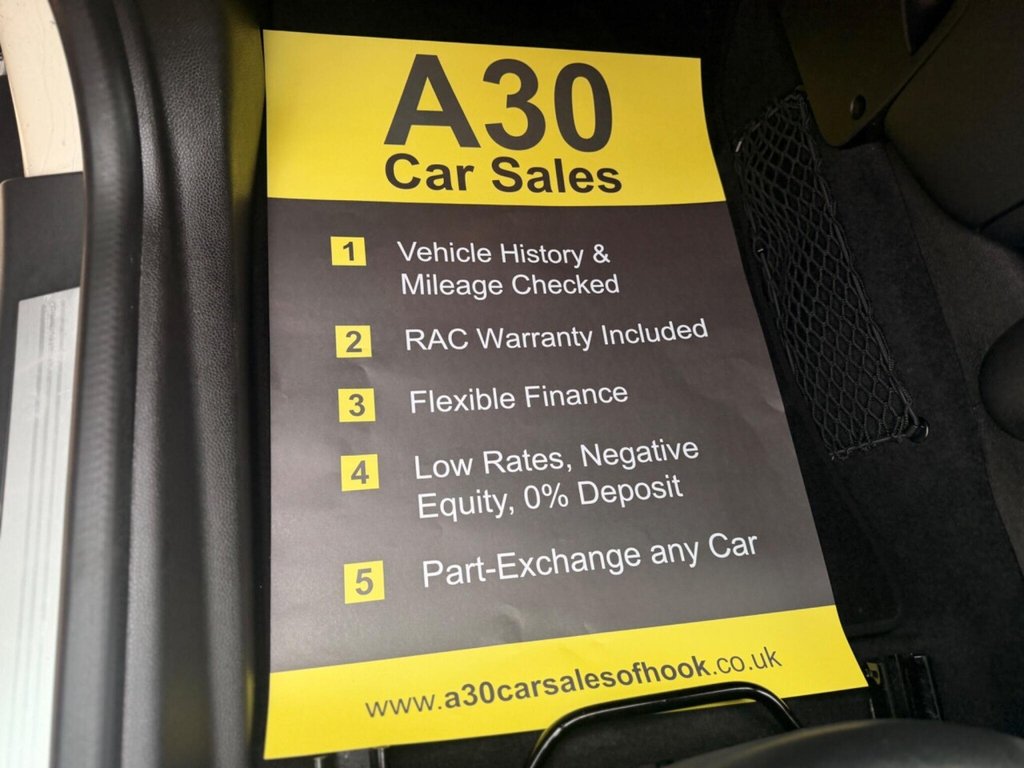 A30
Car Sales
1 Vehicle History &
Mileage Checked
2 RAC Warranty Included
3 Flexible Finance
4 Low Rates, Negative
Equity, 0% Deposit
5 Part-Exchange any Car
www.a30carsalesofhook.co.uk